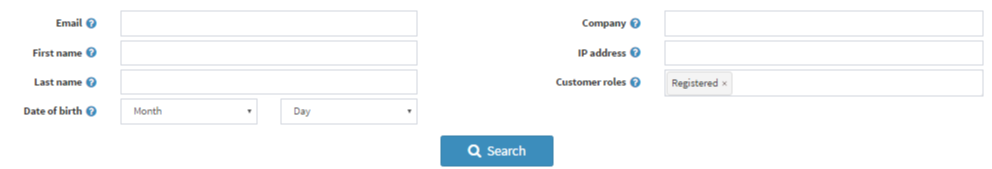 Email
Company
First name
IP address
Last name
Customer roles
Registered ×
Date of birth
Month
Day
Search